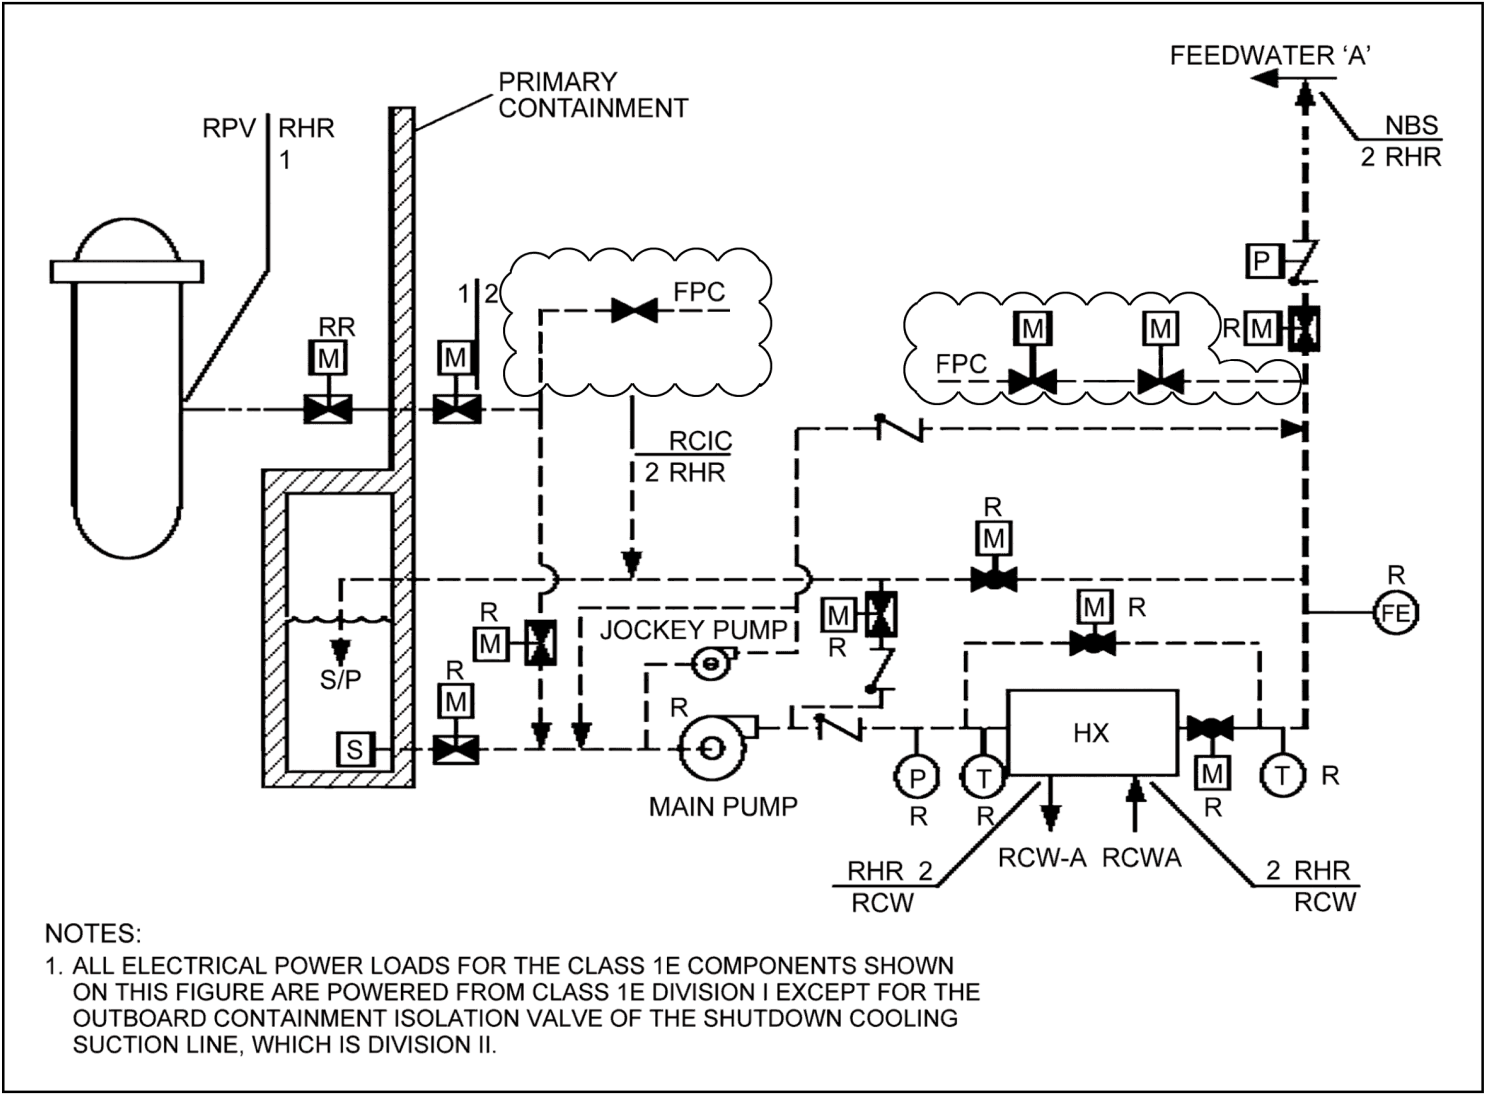 FEEDWATER ‘A’
PRIMARY
CONTAINMENT
RPV RHR
1
NBS
2 RHR
P
1 2
FPC
RR
M
M
M
M
R M
FPC
RCIC
2 RHR
R
M
R
FE
M R
R
M
JOCKEY PUMP
M
R
S/P
R
M
S
R
MAIN PUMP
HX
P
R
T
R
M
R
T R
RCW-A RCWA
RHR 2
RCW
2 RHR
RCW
NOTES:
1. ALL ELECTRICAL POWER LOADS FOR THE CLASS 1E COMPONENTS SHOWN
ON THIS FIGURE ARE POWERED FROM CLASS 1E DIVISION I EXCEPT FOR THE
OUTBOARD CONTAINMENT ISOLATION VALVE OF THE SHUTDOWN COOLING
SUCTION LINE, WHICH IS DIVISION II.